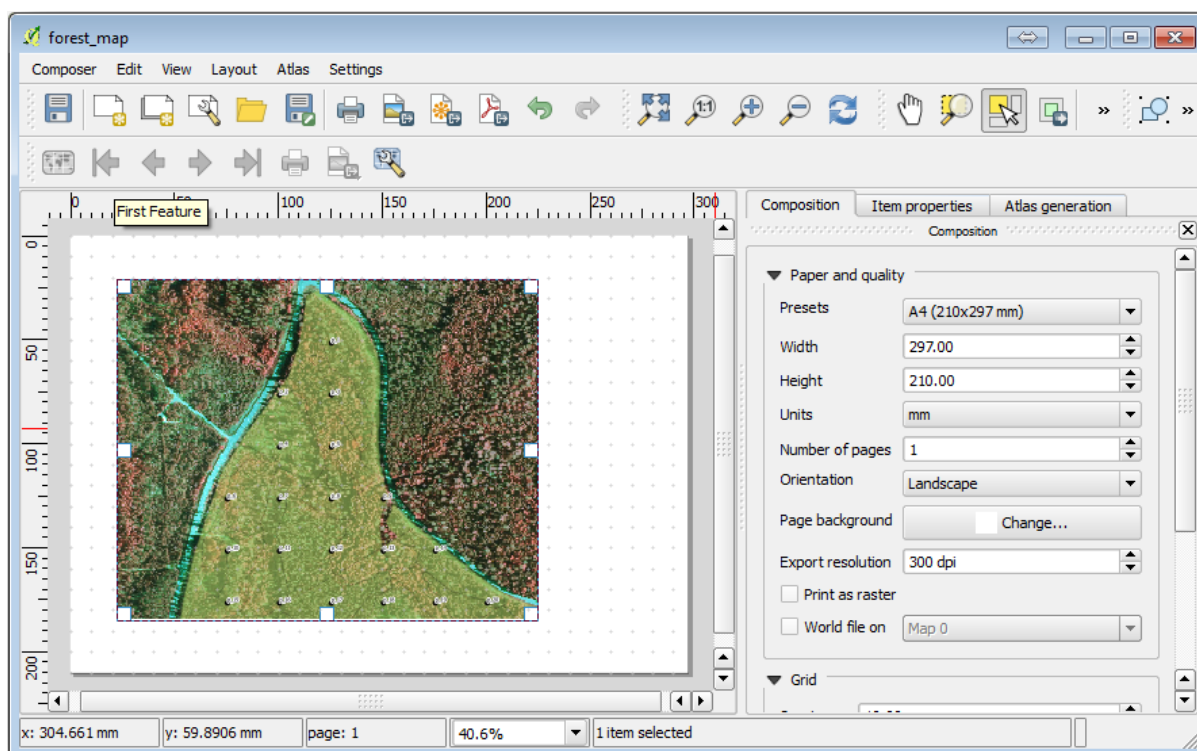 forest_map
Composer Edit View Layout Atlas Settings
1:1
»
»
First Feature
0 50 100 150 200 250 300
0
50
100
150
200
Composition Item properties Atlas generation
Composition
Paper and quality
Presets A4 (210x297 mm)
Width 297.00
Height 210.00
Units mm
Number of pages 1
Orientation Landscape
Page background Change...
Export resolution 300 dpi
Print as raster
World file on Map 0
Grid
x: 304.661 mm y: 59.8906 mm page: 1 40.6% 1 item selected